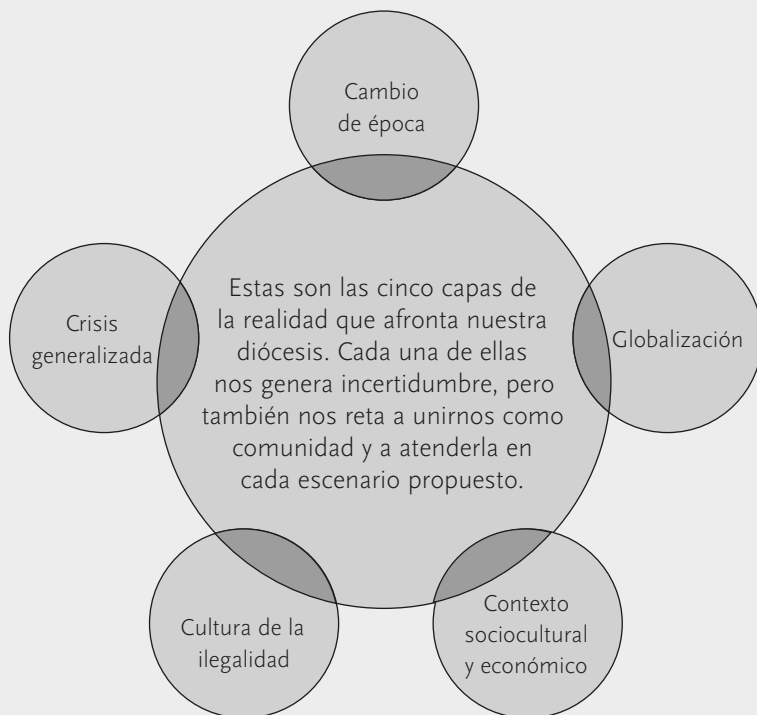 Cambio
de época
Estas son las cinco capas de
la realidad que afronta nuestra
diócesis. Cada una de ellas
nos genera incertidumbre, pero
también nos reta a unirnos como
comunidad y a atenderla en
cada escenario propuesto.
Crisis
generalizada
Globalización
Cultura de la
ilegalidad
Contexto
sociocultural
y económico